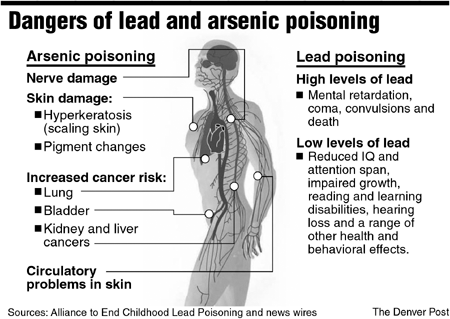 Dangers of lead and arsenic poisoning
Arsenic poisoning
Nerve damage
Skin damage:
■ Hyperkeratosis
(scaling skin)
■ Pigment changes
Increased cancer risk:
■ Lung
■ Bladder
■ Kidney and liver
cancers
Circulatory
problems in skin
Lead poisoning
High levels of lead
■ Mental retardation,
coma, convulsions and
death
Low levels of lead
■ Reduced IQ and
attention span,
impaired growth,
reading and learning
disabilities, hearing
loss and a range of
other health and
behavioral effects.
Sources: Alliance to End Childhood Lead Poisoning and news wires
The Denver Post